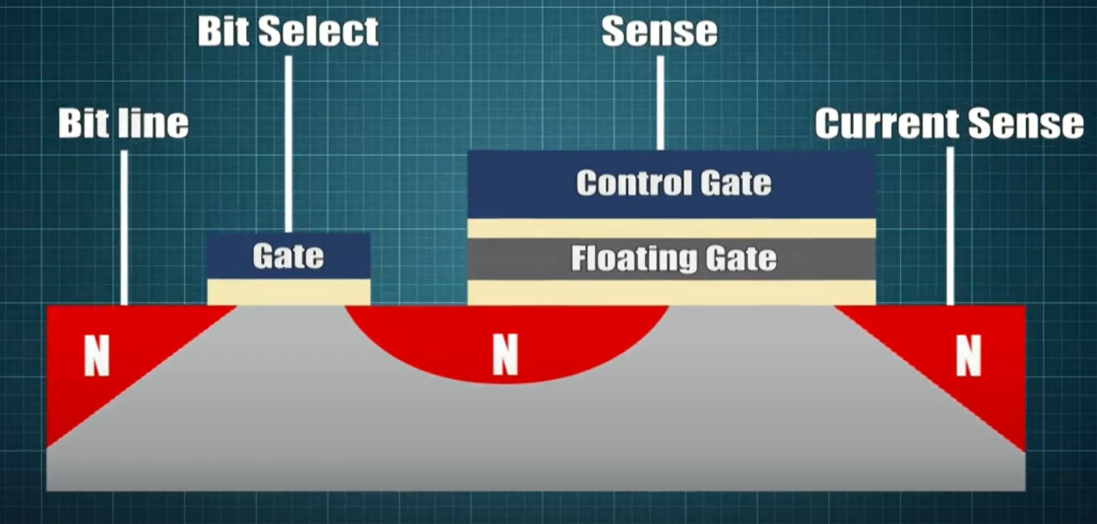 Bit Select
Sense
Bit line
Current Sense
Control Gate
Gate
Floating Gate
N
N
N